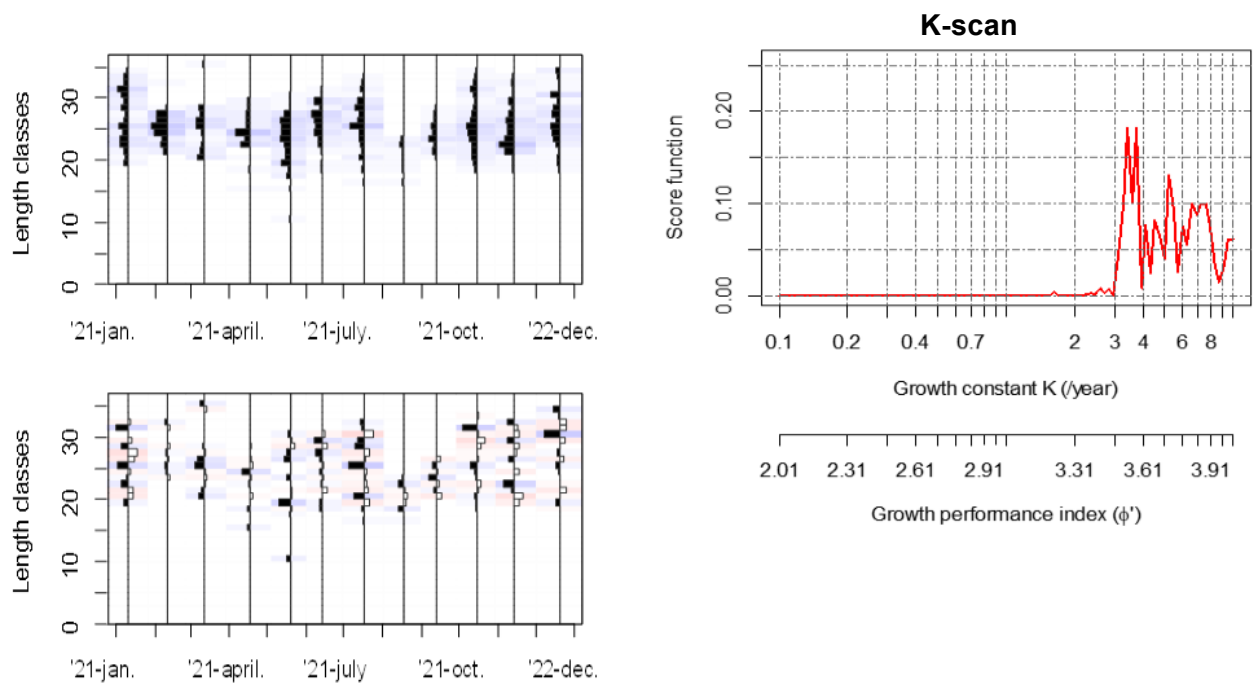 Length classes
0 10 20 30
'21-jan. '21-april. '21-july. '21-oct. '22-dec.
Length classes
0 10 20 30
'21-jan. '21-april. '21-july '21-oct. '22-dec.
K-scan
Score function
0.00 0.10 0.20
0.1 0.2 0.4 0.7 2 3 4 6 8
Growth constant K (/year)
2.01 2.31 2.61 2.91 3.31 3.61 3.91
Growth performance index (ϕ')